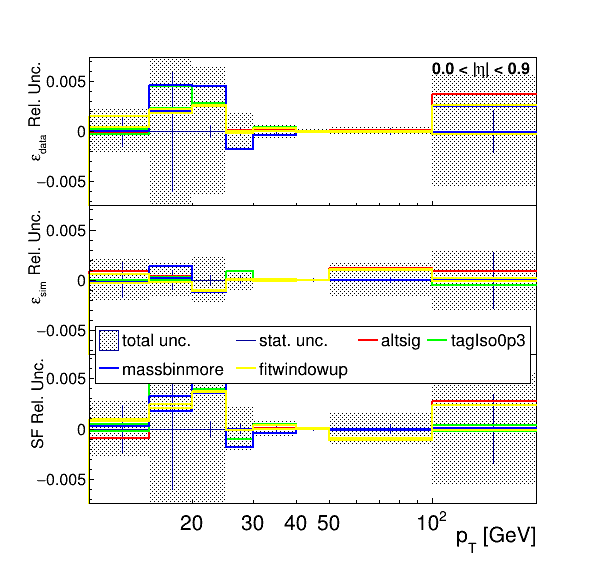 0.0 < |η| < 0.9
ε_data Rel. Unc.
0.005
0
−0.005
ε_sim Rel. Unc.
0.005
0
−0.005
total unc. stat. unc. altsig tagIso0p3
massbinmore fitwindowup
SF Rel. Unc.
0.005
0
−0.005
20 30 40 50 10²
p_T [GeV]